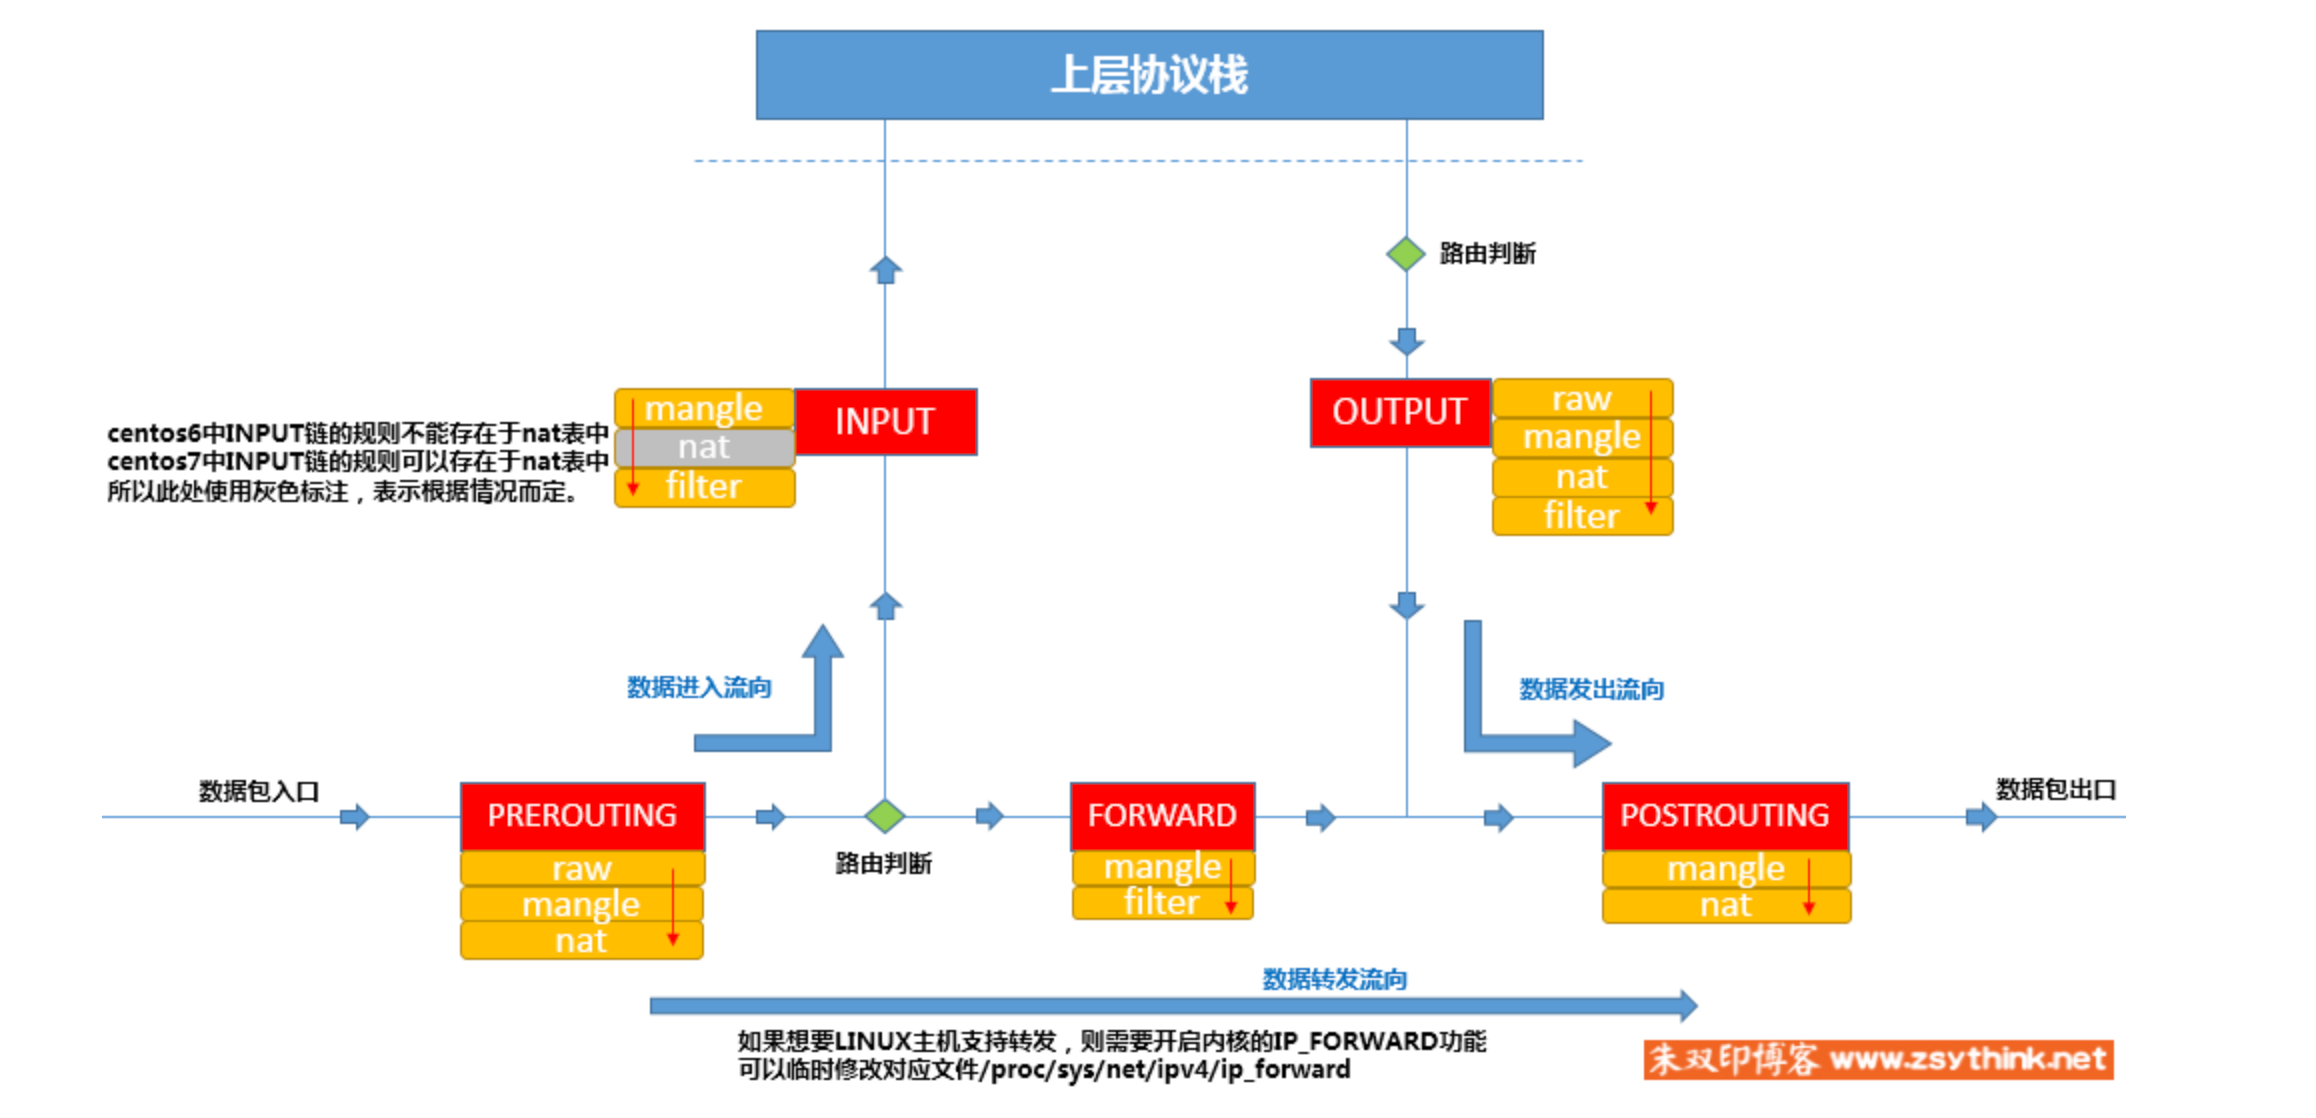 上层协议栈
路由判断
mangle
nat
filter
INPUT
OUTPUT
raw
mangle
nat
filter
centos6中INPUT链的规则不能存在于nat表中
centos7中INPUT链的规则可以存在于nat表中
所以此处使用灰色标注，表示根据情况而定。
数据进入流向
数据发出流向
数据包入口
PREROUTING
raw
mangle
nat
路由判断
FORWARD
mangle
filter
POSTROUTING
mangle
nat
数据包出口
数据转发流向
如果想要LINUX主机支持转发，则需要开启内核的IP_FORWARD功能
可以临时修改对应文件/proc/sys/net/ipv4/ip_forward
朱双印博客 www.zsythink.net